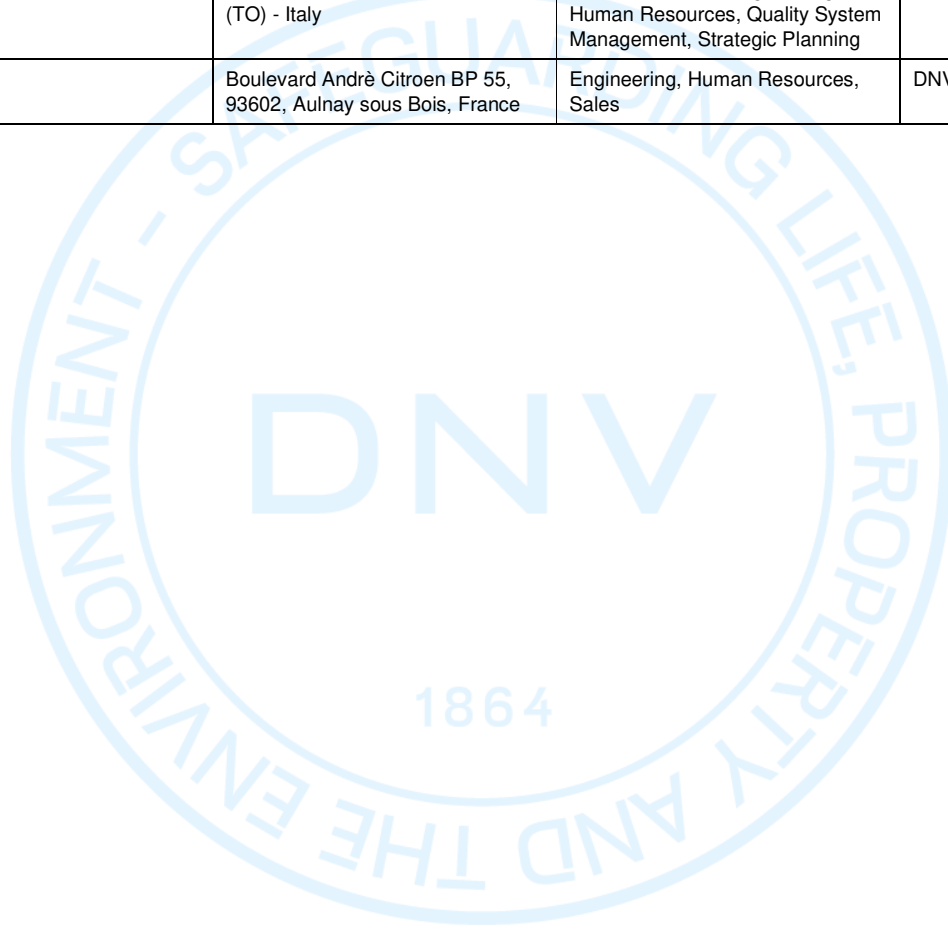 (TO) - Italy
Human Resources, Quality System
Management, Strategic Planning
Boulevard Andrè Citroen BP 55,
93602, Aulnay sous Bois, France
Engineering, Human Resources,
Sales
DNV
SAFEGUARDING LIFE, PROPERTY AND THE ENVIRONMENT -
DNV
1864